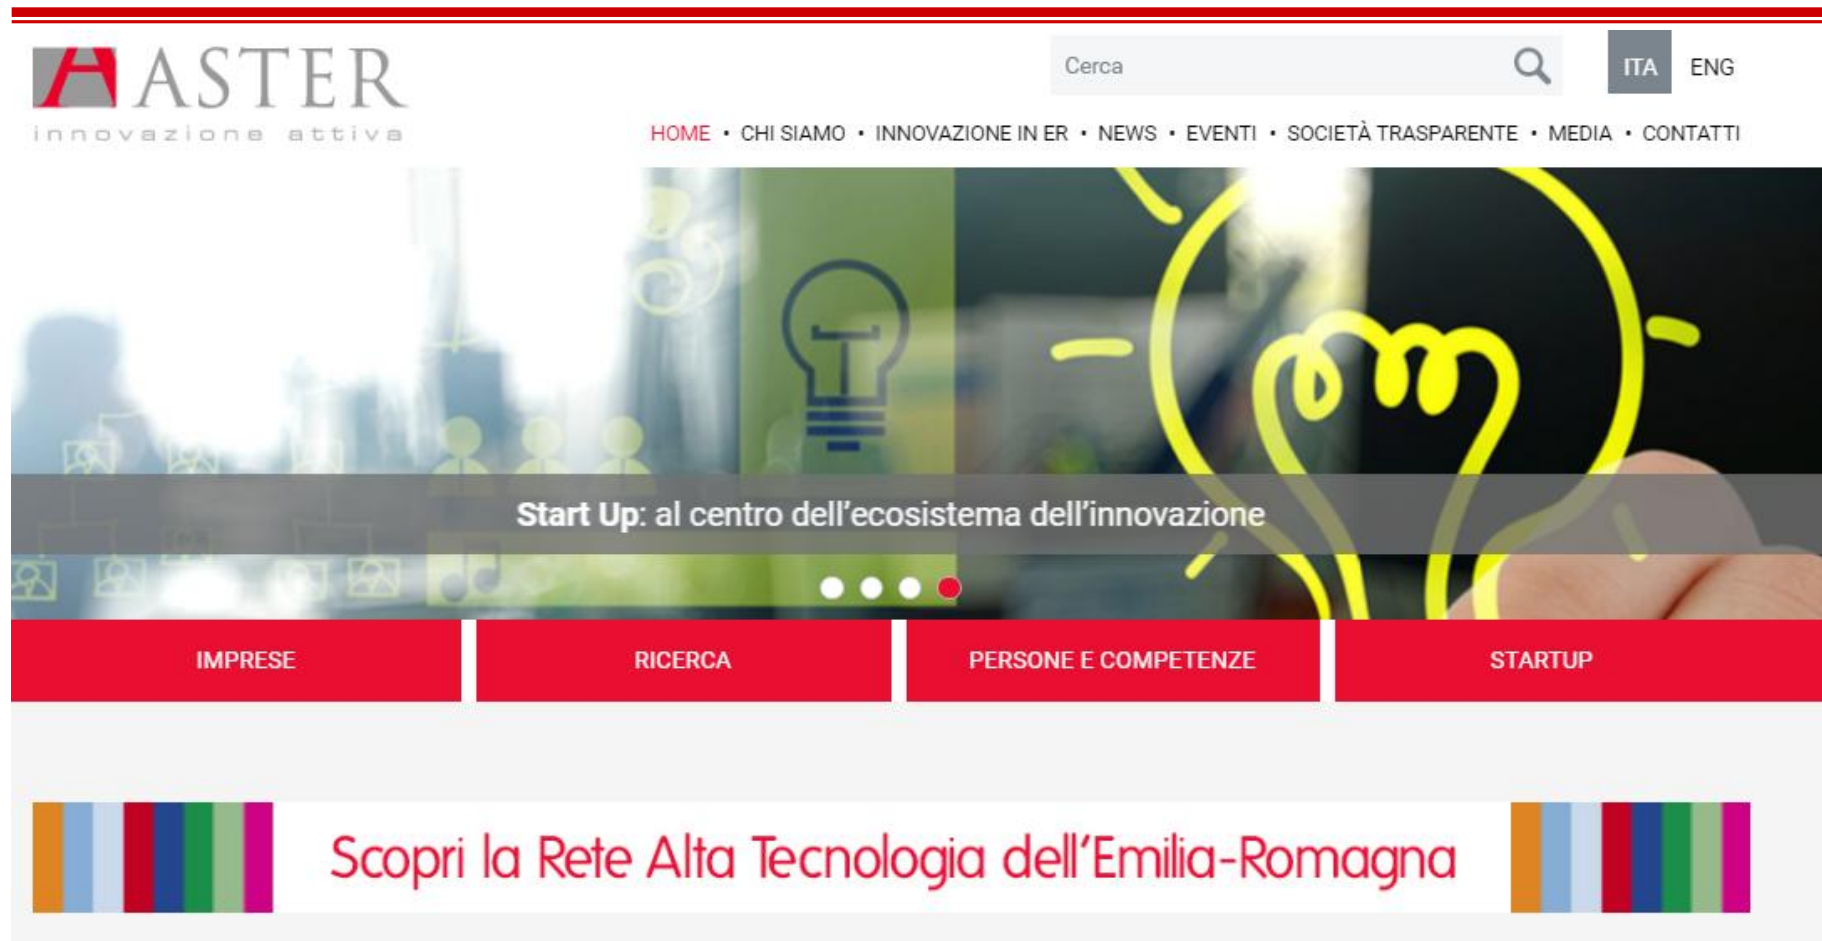 ASTER
innovazione attiva
Cerca
ITA ENG
HOME • CHI SIAMO • INNOVAZIONE IN ER • NEWS • EVENTI • SOCIETÀ TRASPARENTE • MEDIA • CONTATTI
Start Up: al centro dell'ecosistema dell'innovazione
IMPRESE
RICERCA
PERSONE E COMPETENZE
STARTUP
Scopri la Rete Alta Tecnologia dell'Emilia-Romagna